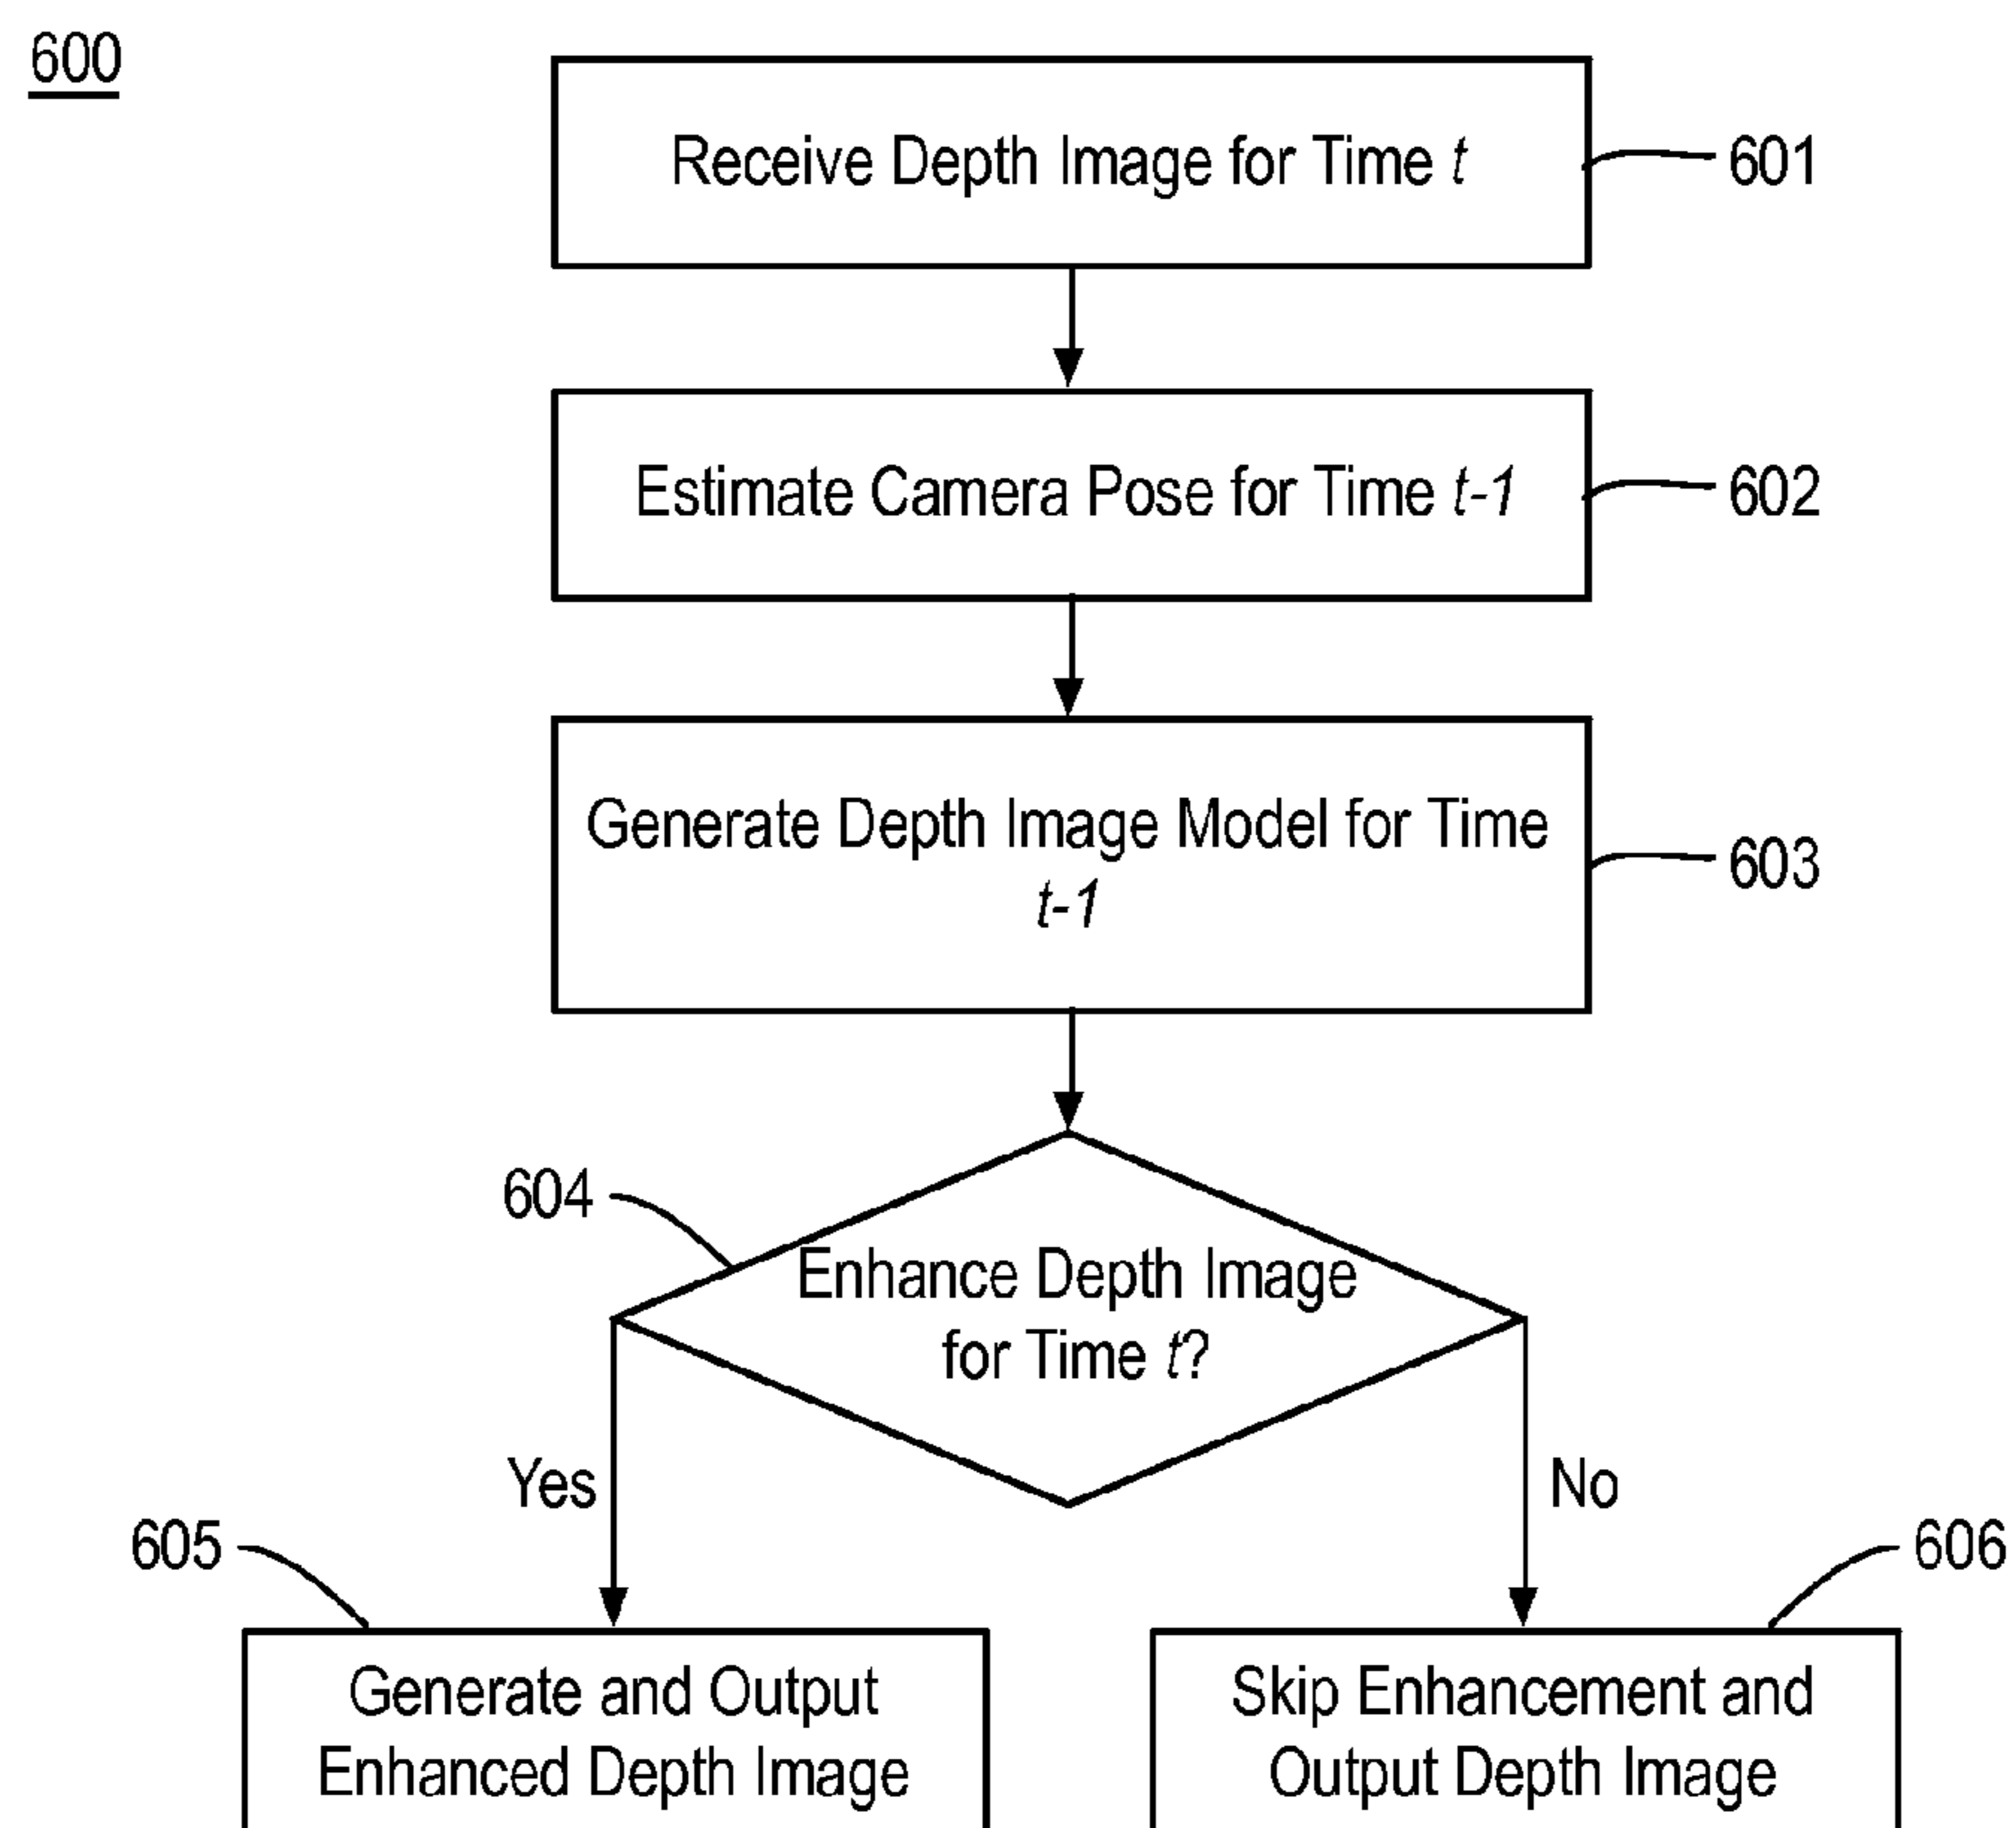 600
Receive Depth Image for Time t
601
Estimate Camera Pose for Time t-1
602
Generate Depth Image Model for Time
t-1
603
604
Enhance Depth Image
for Time t?
Yes
No
605
606
Generate and Output
Enhanced Depth Image
Skip Enhancement and
Output Depth Image